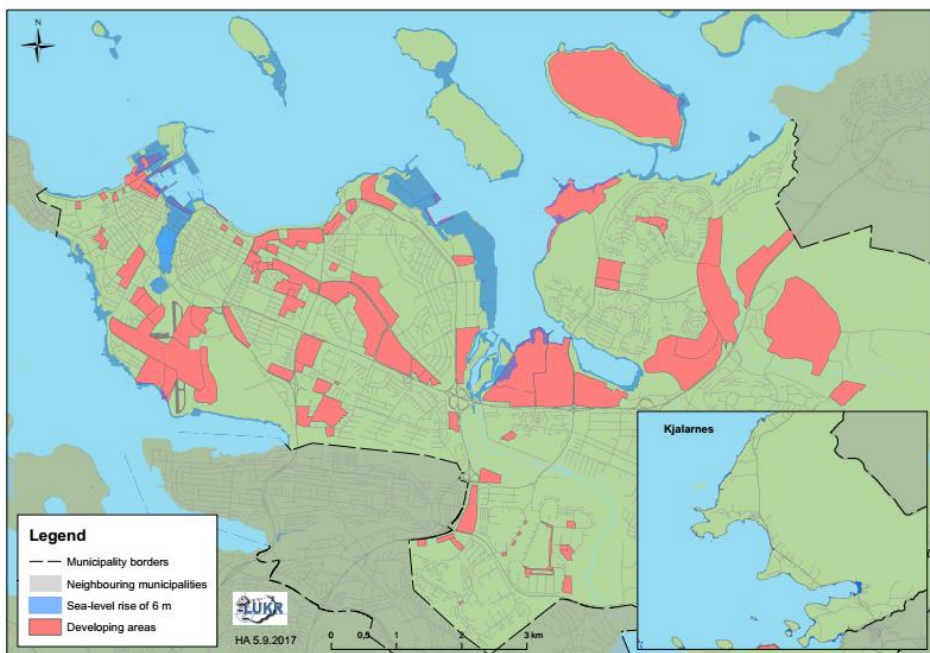 N
Kjalarnes
Legend
Municipality borders
Neighbouring municipalities
Sea-level rise of 6 m
Developing areas
LUKR
HA 5.9.2017
0 0,5 1 2 3 km